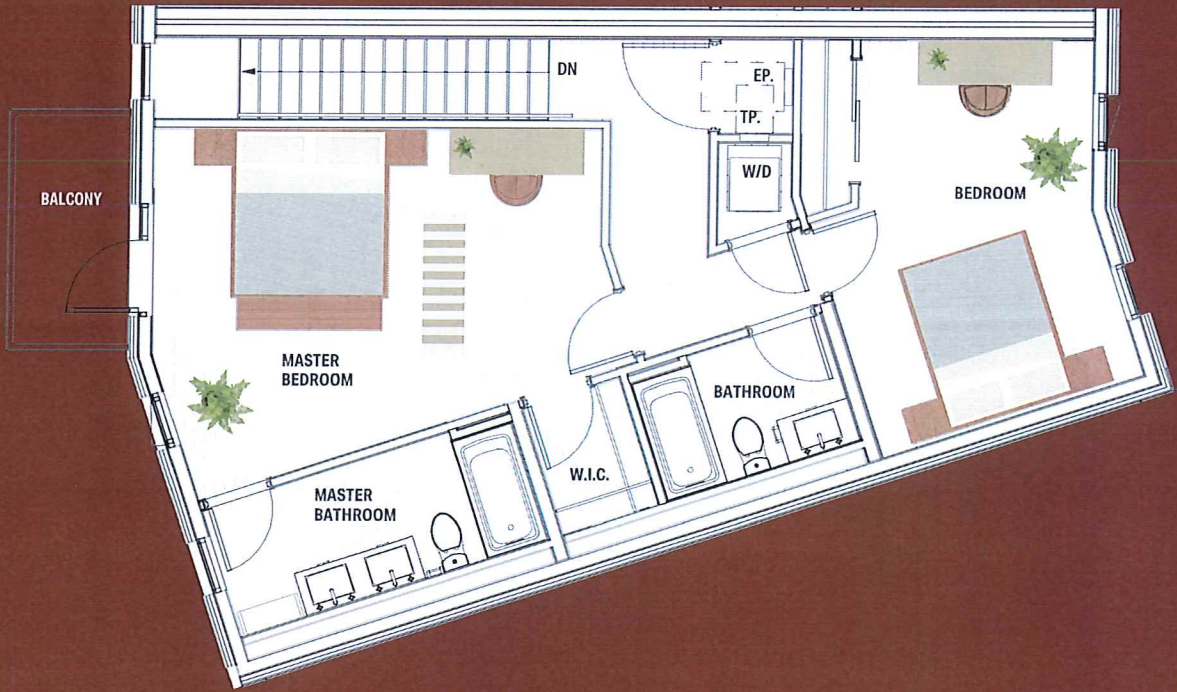 DN
EP.
TP.
W/D
BALCONY
BEDROOM
MASTER
BEDROOM
BATHROOM
W.I.C.
MASTER
BATHROOM